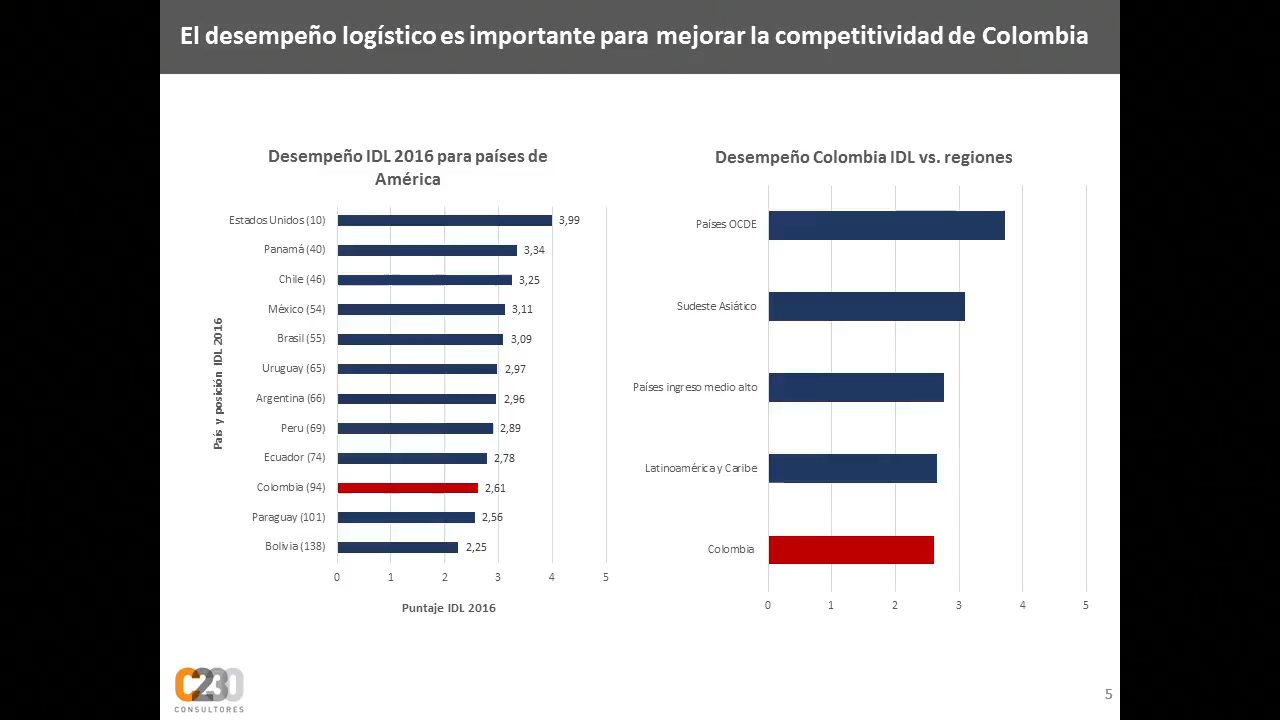 El desempeño logístico es importante para mejorar la competitividad de Colombia
Desempeño IDL 2016 para países de
América
País y posición IDL 2016
Estados Unidos (10) 3,99
Panamá (40) 3,34
Chile (46) 3,25
México (54) 3,11
Brasil (55) 3,09
Uruguay (65) 2,97
Argentina (66) 2,96
Peru (69) 2,89
Ecuador (74) 2,78
Colombia (94) 2,61
Paraguay (101) 2,56
Bolivia (138) 2,25
0 1 2 3 4 5
Puntaje IDL 2016
Desempeño Colombia IDL vs. regiones
Países OCDE
Sudeste Asiático
Países ingreso medio alto
Latinoamérica y Caribe
Colombia
0 1 2 3 4 5
C230
CONSULTORES
5